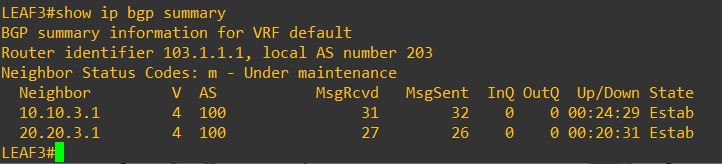 LEAF3#show ip bgp summary
BGP summary information for VRF default
Router identifier 103.1.1.1, local AS number 203
Neighbor Status Codes: m - Under maintenance
  Neighbor         V  AS           MsgRcvd   MsgSent  InQ OutQ  Up/Down State
  10.10.3.1        4  100               31        32    0    0 00:24:29 Estab
  20.20.3.1        4  100               27        26    0    0 00:20:31 Estab
LEAF3#